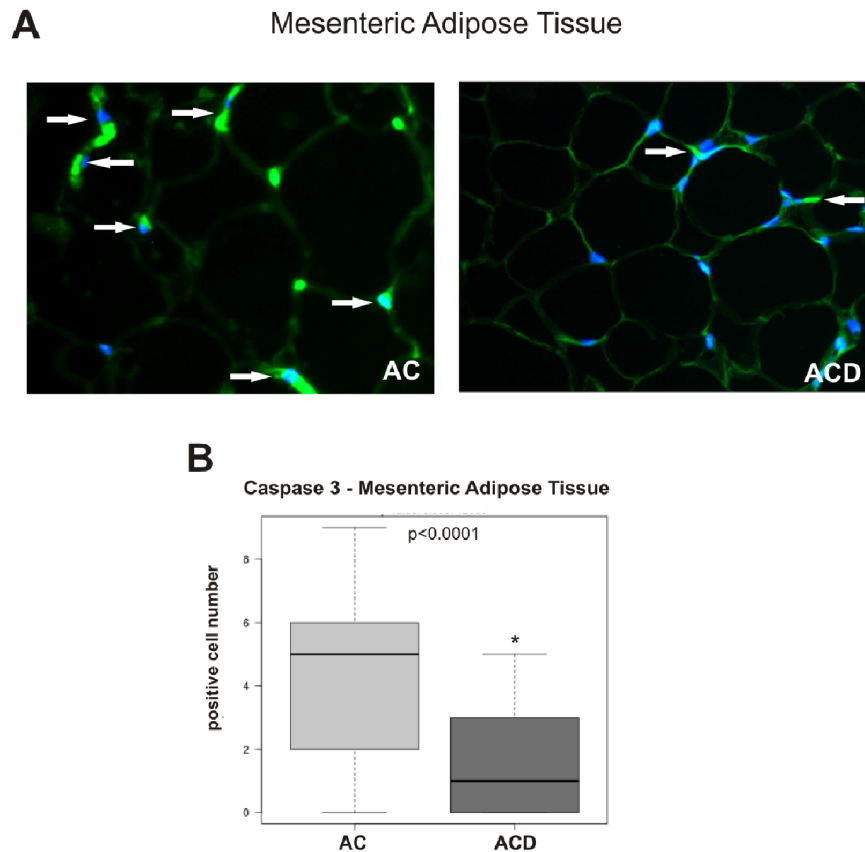 A
Mesenteric Adipose Tissue
AC
ACD
B
Caspase 3 - Mesenteric Adipose Tissue
p<0.0001
positive cell number
8
6
4
2
0
*
AC
ACD